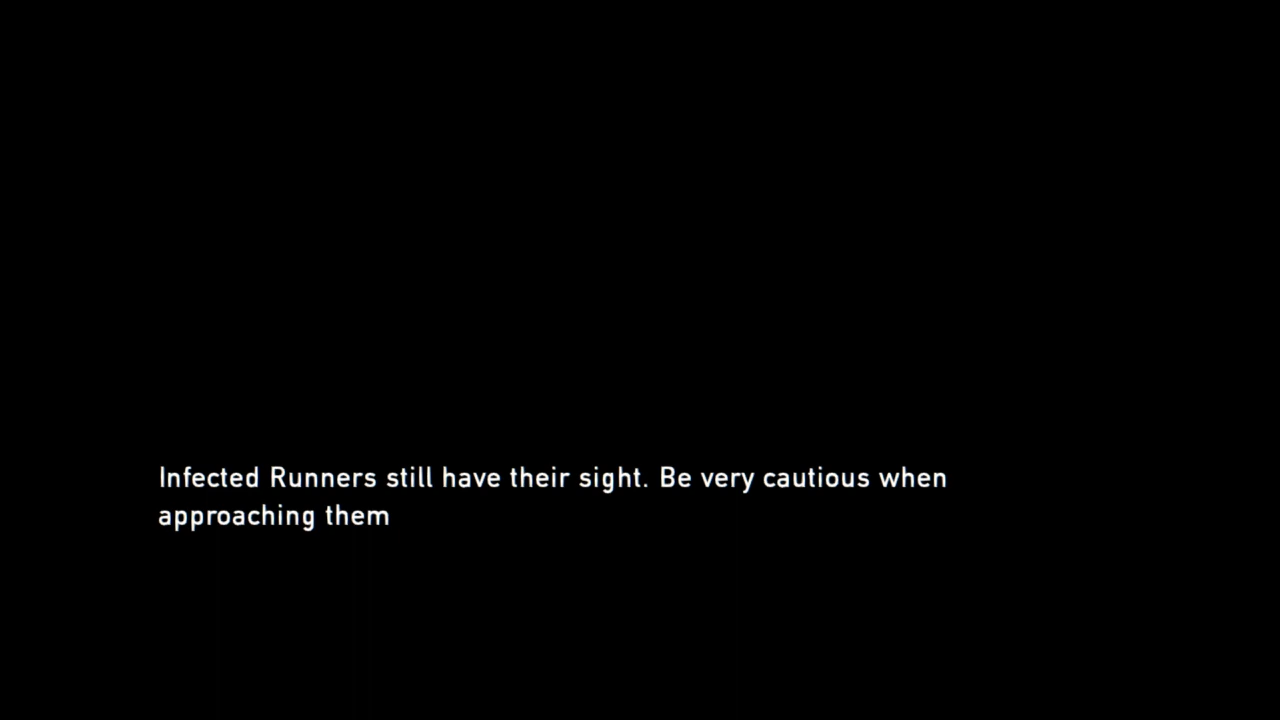 Infected Runners still have their sight. Be very cautious when
approaching them